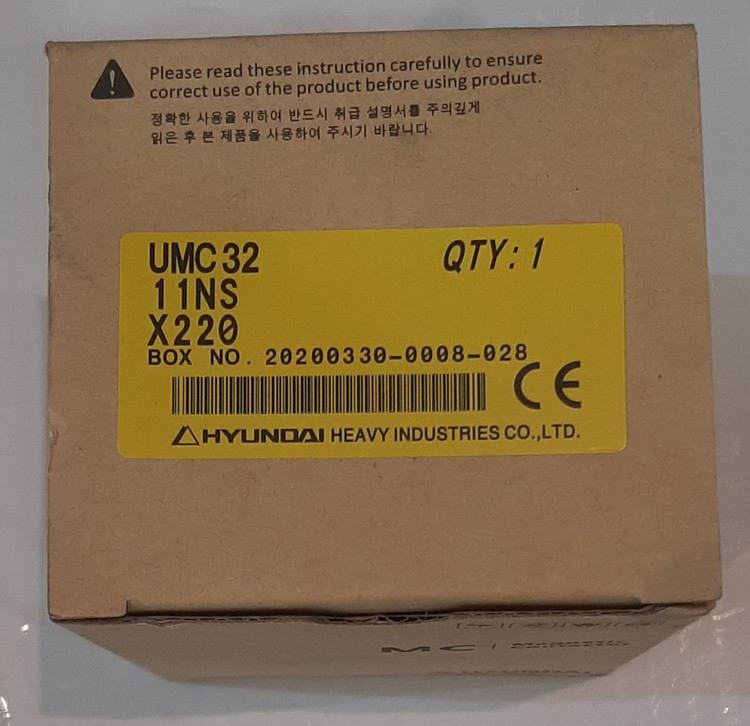 Please read these instruction carefully to ensure
correct use of the product before using product.
정확한 사용을 위하여 반드시 취급 설명서를 주의깊게
읽은 후 본 제품을 사용하여 주시기 바랍니다.
UMC32 QTY: 1
11NS
X220
BOX NO. 20200330-0008-028
CE
HYUNDAI HEAVY INDUSTRIES CO.,LTD.
MC